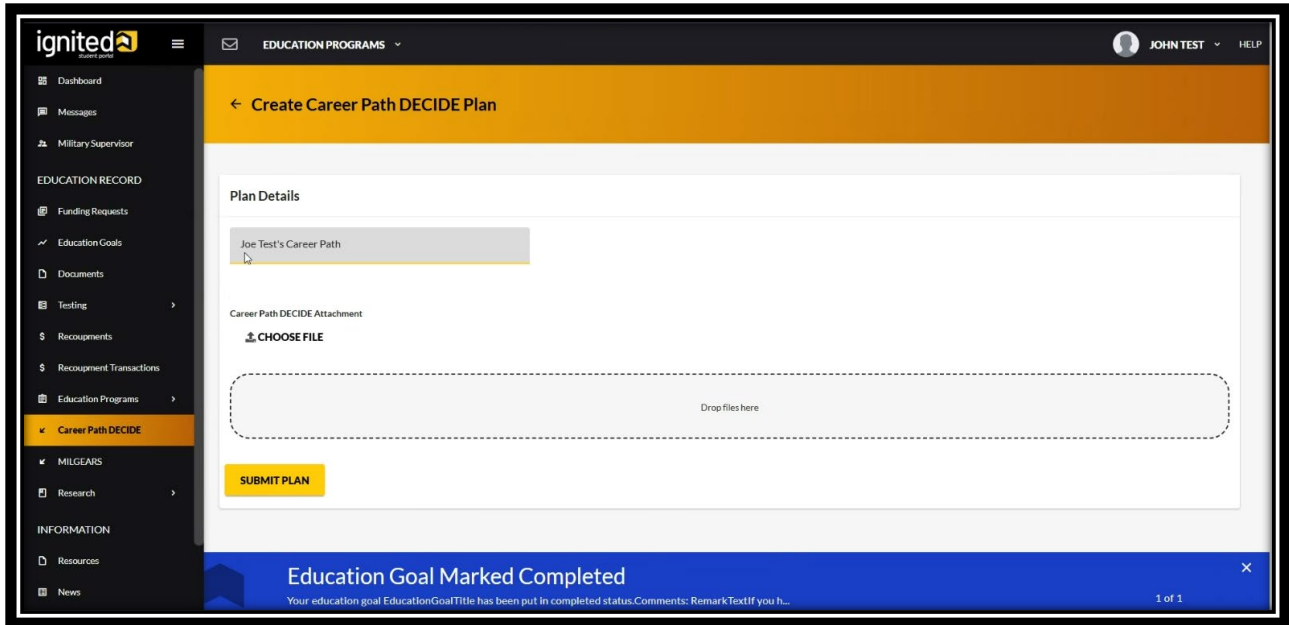 ignited
student portal
EDUCATION PROGRAMS
JOHN TEST
HELP
Dashboard
Messages
Military Supervisor
EDUCATION RECORD
Funding Requests
Education Goals
Documents
Testing
$ Recoupments
$ Recoupment Transactions
Education Programs
Career Path DECIDE
MILGEARS
Research
INFORMATION
Resources
News
Create Career Path DECIDE Plan
Plan Details
Joe Test's Career Path
Career Path DECIDE Attachment
CHOOSE FILE
Drop files here
SUBMIT PLAN
Education Goal Marked Completed
Your education goal EducationGoalTitle has been put in completed status.Comments: RemarkTextIf you h...
1 of 1